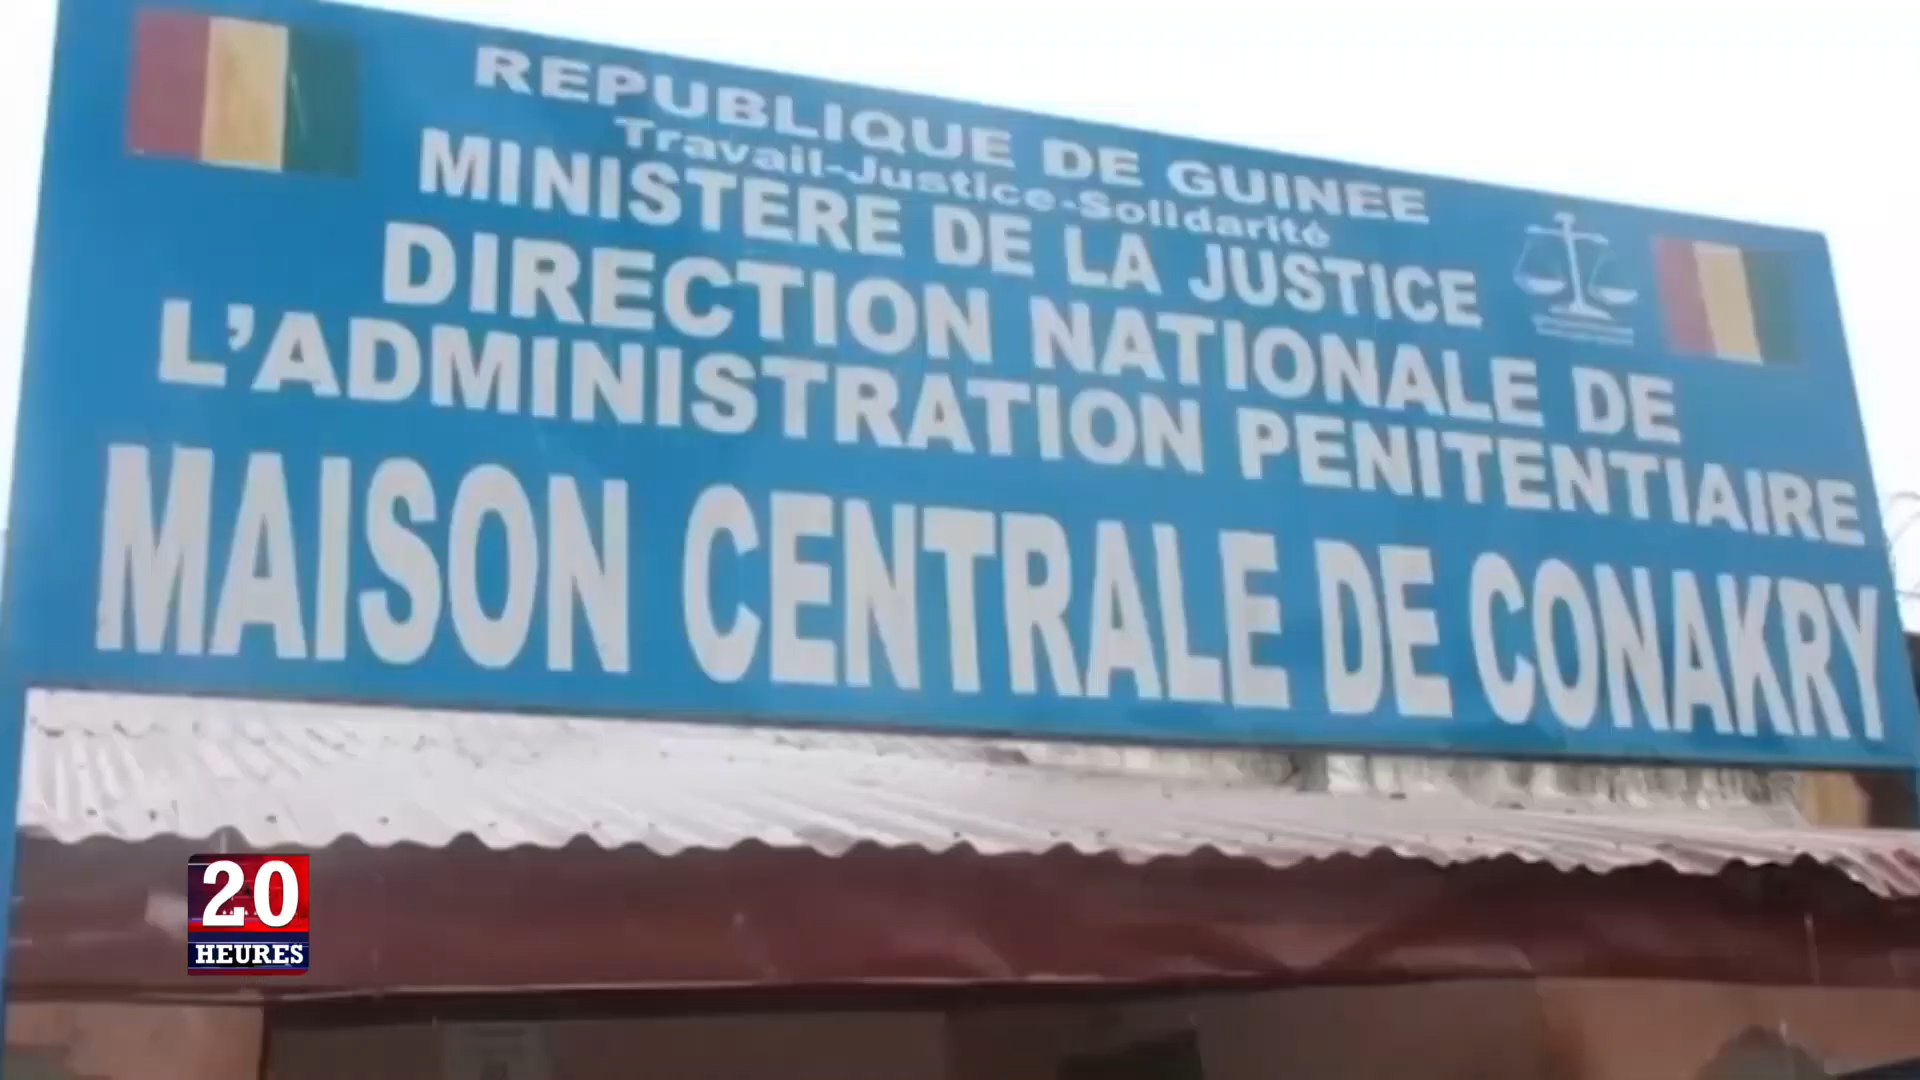 REPUBLIQUE DE GUINEE
Travail-Justice-Solidarité
MINISTERE DE LA JUSTICE
DIRECTION NATIONALE DE
L'ADMINISTRATION PENITENTIAIRE
MAISON CENTRALE DE CONAKRY
20
HEURES